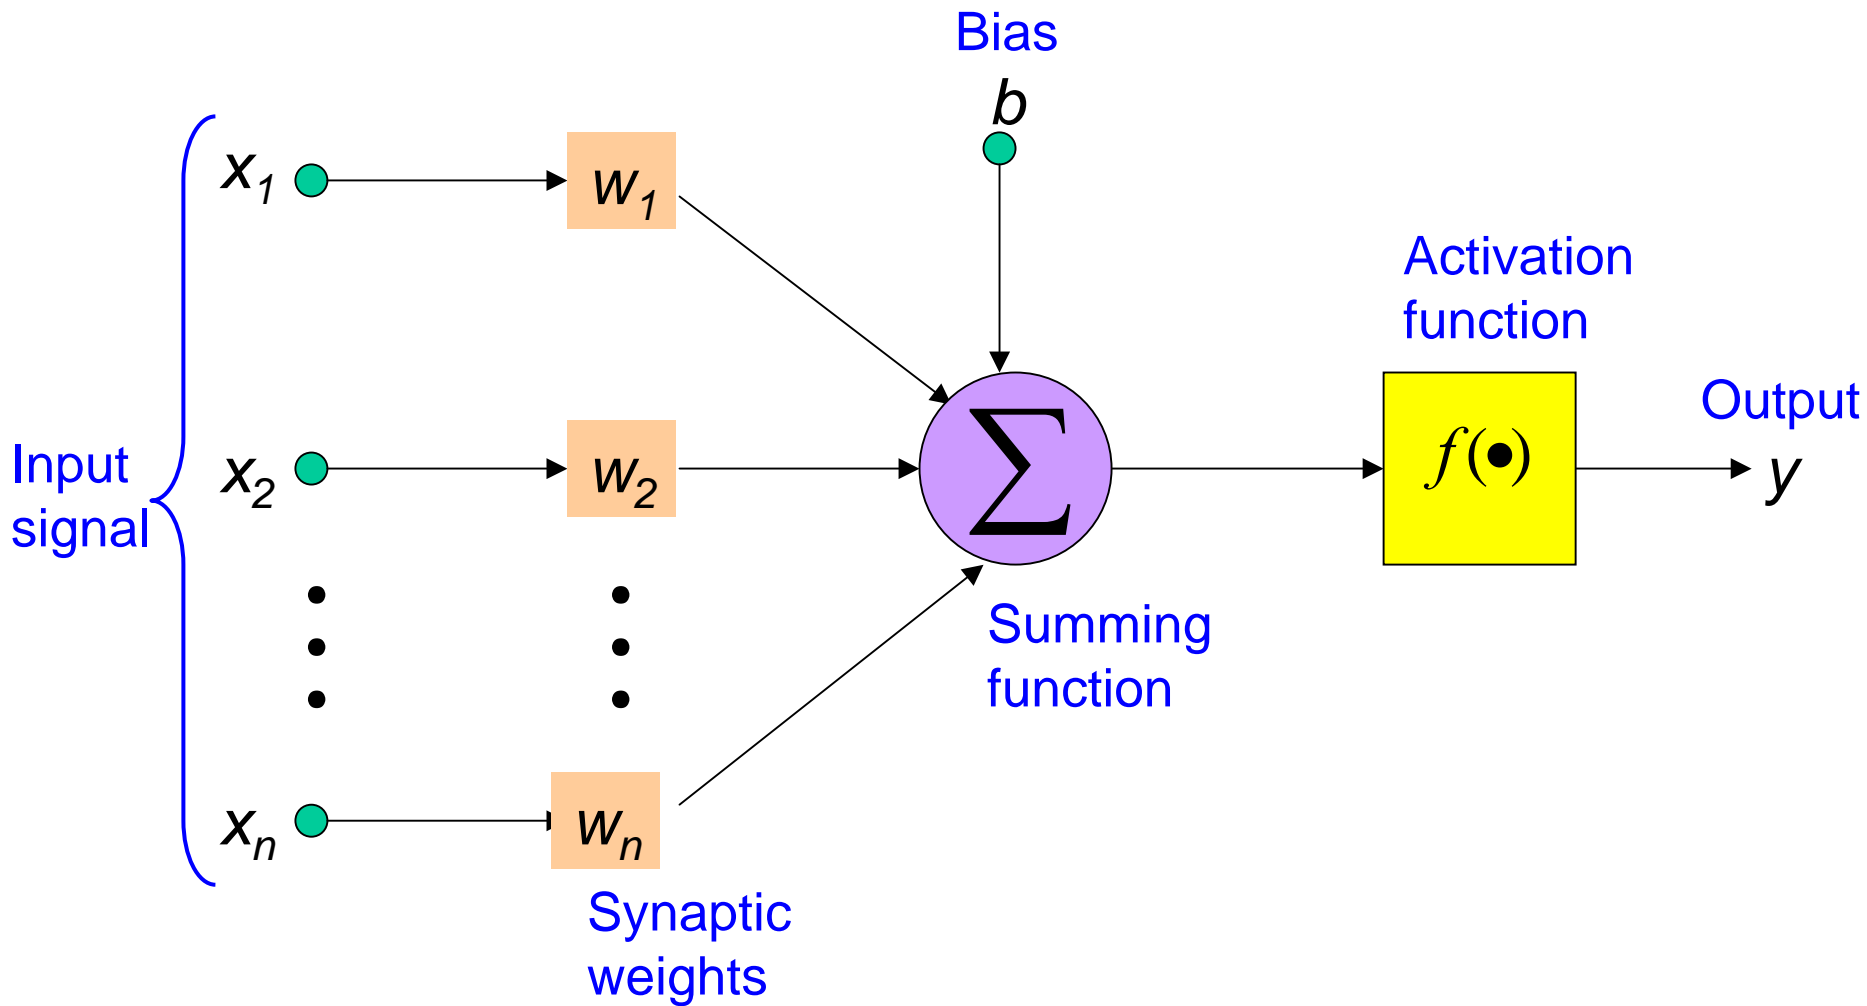 Bias
b
x1
w1
Activation
function
Output
Input
signal
x2
w2
∑
f(•)
y
Summing
function
xn
wn
Synaptic
weights